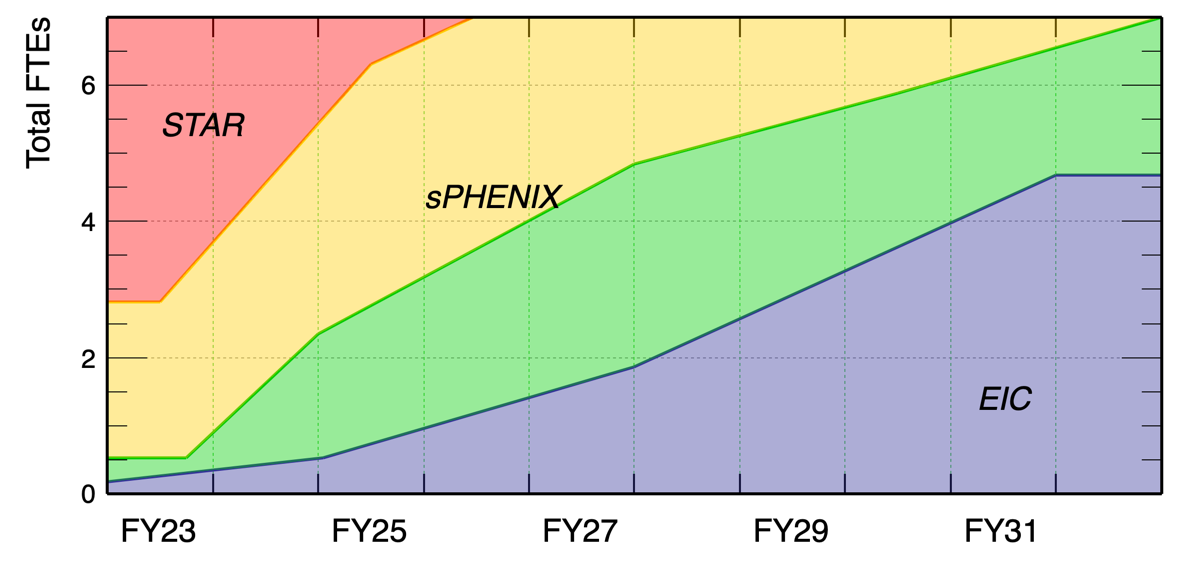 Total FTEs
6
4
2
0
STAR
sPHENIX
EIC
FY23
FY25
FY27
FY29
FY31